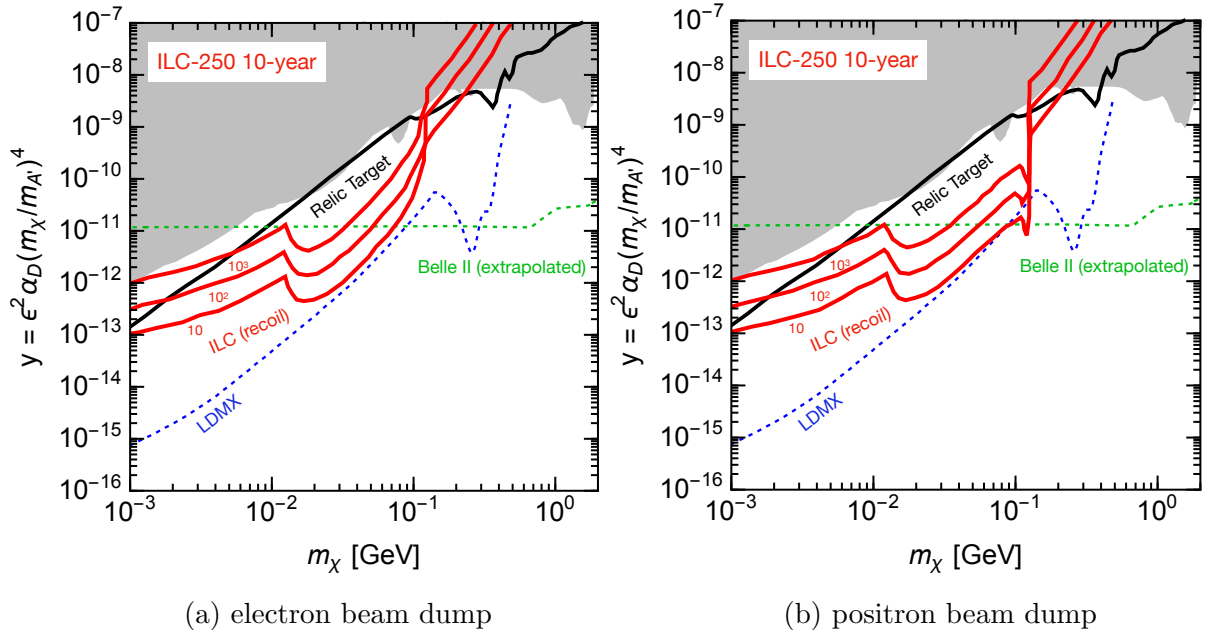 ILC-250 10-year
Relic Target
10³
10²
10
ILC (recoil)
Belle II (extrapolated)
LDMX
10⁻⁷
10⁻⁸
10⁻⁹
10⁻¹⁰
10⁻¹¹
10⁻¹²
10⁻¹³
10⁻¹⁴
10⁻¹⁵
10⁻¹⁶
y = ϵ² α_D(m_χ/m_A')⁴
10⁻³
10⁻²
10⁻¹
10⁰
m_χ [GeV]
(a) electron beam dump
ILC-250 10-year
Relic Target
10³
10²
10
ILC (recoil)
Belle II (extrapolated)
LDMX
10⁻⁷
10⁻⁸
10⁻⁹
10⁻¹⁰
10⁻¹¹
10⁻¹²
10⁻¹³
10⁻¹⁴
10⁻¹⁵
10⁻¹⁶
y = ϵ² α_D(m_χ/m_A')⁴
10⁻³
10⁻²
10⁻¹
10⁰
m_χ [GeV]
(b) positron beam dump